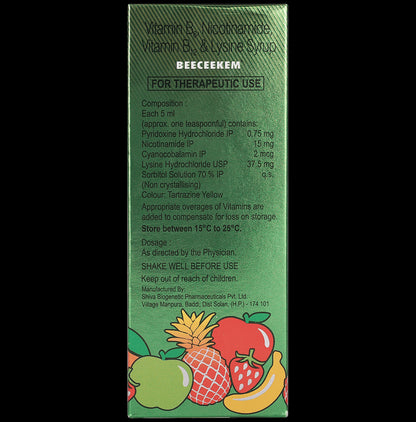 Vitamin B6, Nicotinamide,
Vitamin B12 & Lysine Syrup
BEECEEKEM
FOR THERAPEUTIC USE
Composition :
Each 5 ml
(approx. one teaspoonful) contains:
Pyridoxine Hydrochloride IP 0.75 mg
Nicotinamide IP 15 mg
Cyanocobalamin IP 2 mcg
Lysine Hydrochloride USP 37.5 mg
Sorbitol Solution 70 % IP q.s.
(Non crystallising)
Colour: Tartrazine Yellow
Appropriate overages of Vitamins are
added to compensate for loss on storage.
Store between 15°C to 25°C.
Dosage :
As directed by the Physician.
SHAKE WELL BEFORE USE
Keep out of reach of children.
Manufactured By:
Shiva Biogenetic Pharmaceuticals Pvt. Ltd.
Village Manpura, Baddi, Dist Solan, (H.P.) - 174 101